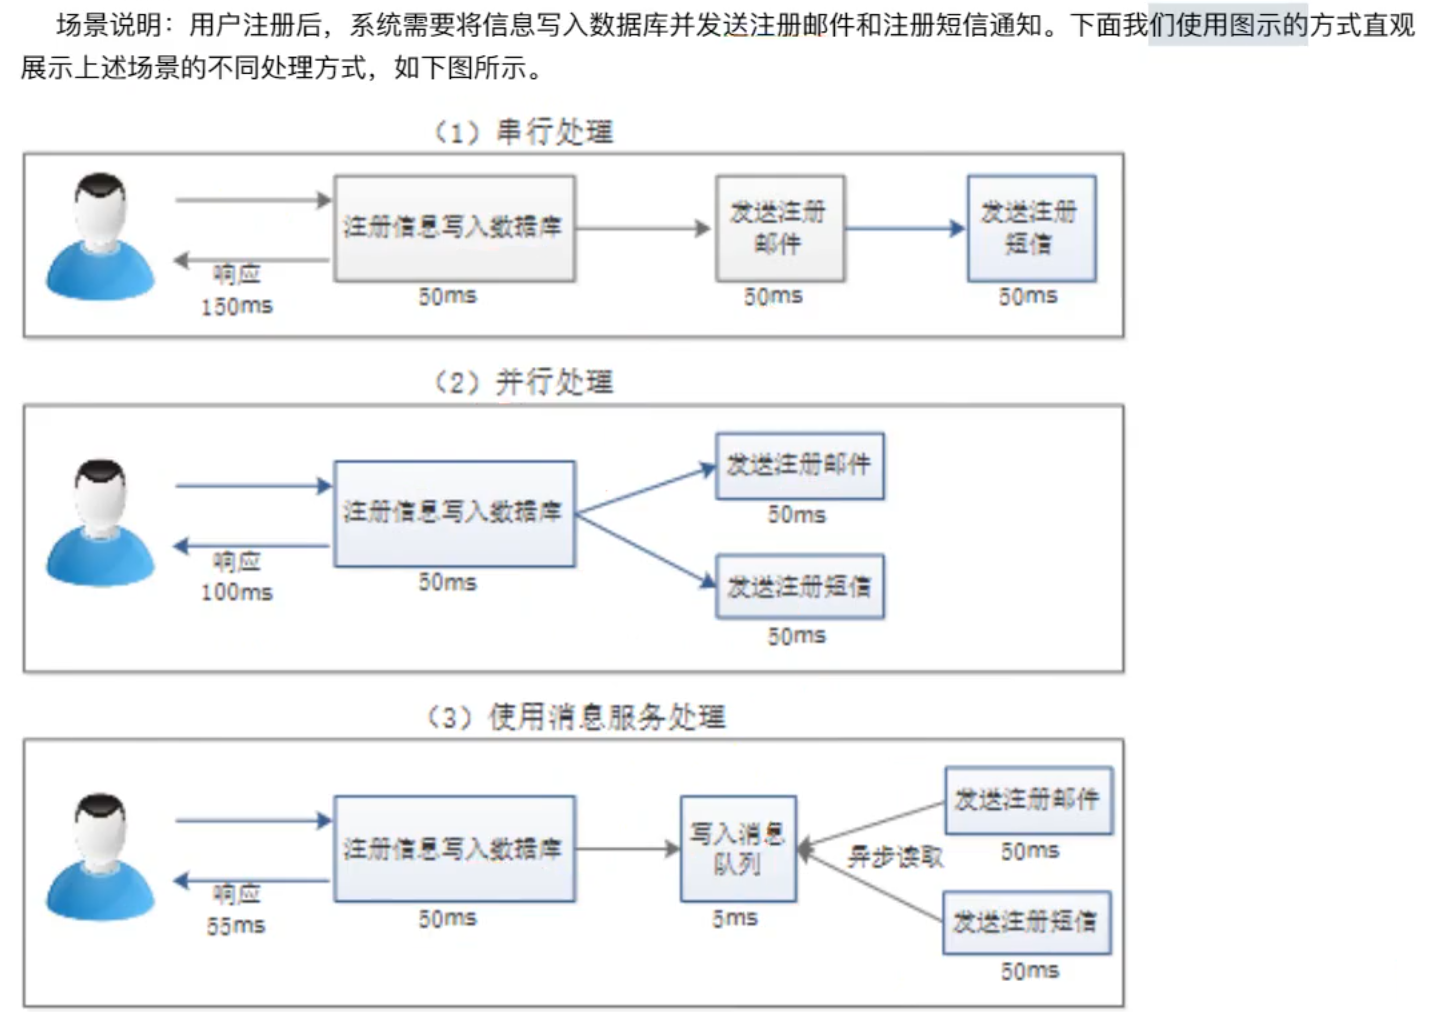 场景说明：用户注册后，系统需要将信息写入数据库并发送注册邮件和注册短信通知。下面我们使用图示的方式直观
展示上述场景的不同处理方式，如下图所示。
（1）串行处理
注册信息写入数据库
发送注册
邮件
发送注册
短信
响应
150ms
50ms
50ms
50ms
（2）并行处理
发送注册邮件
50ms
注册信息写入数据库
响应
100ms
50ms
发送注册短信
50ms
（3）使用消息服务处理
发送注册邮件
50ms
注册信息写入数据库
写入消息
队列
异步读取
响应
55ms
50ms
5ms
发送注册短信
50ms